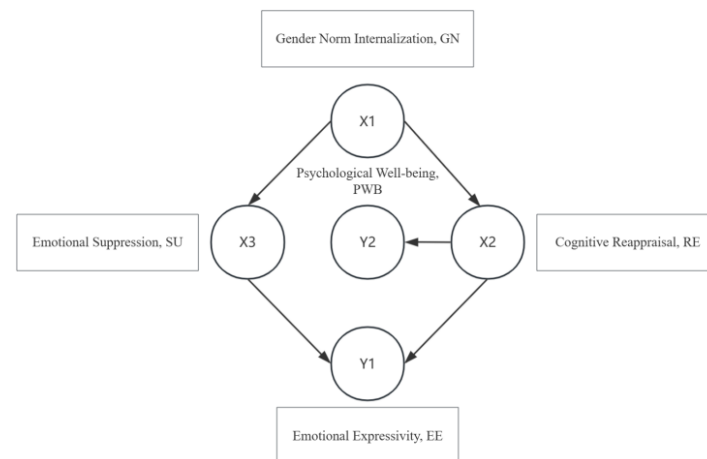 Gender Norm Internalization, GN
X1
Psychological Well-being,
PWB
Emotional Suppression, SU
X3
Y2
X2
Cognitive Reappraisal, RE
Y1
Emotional Expressivity, EE